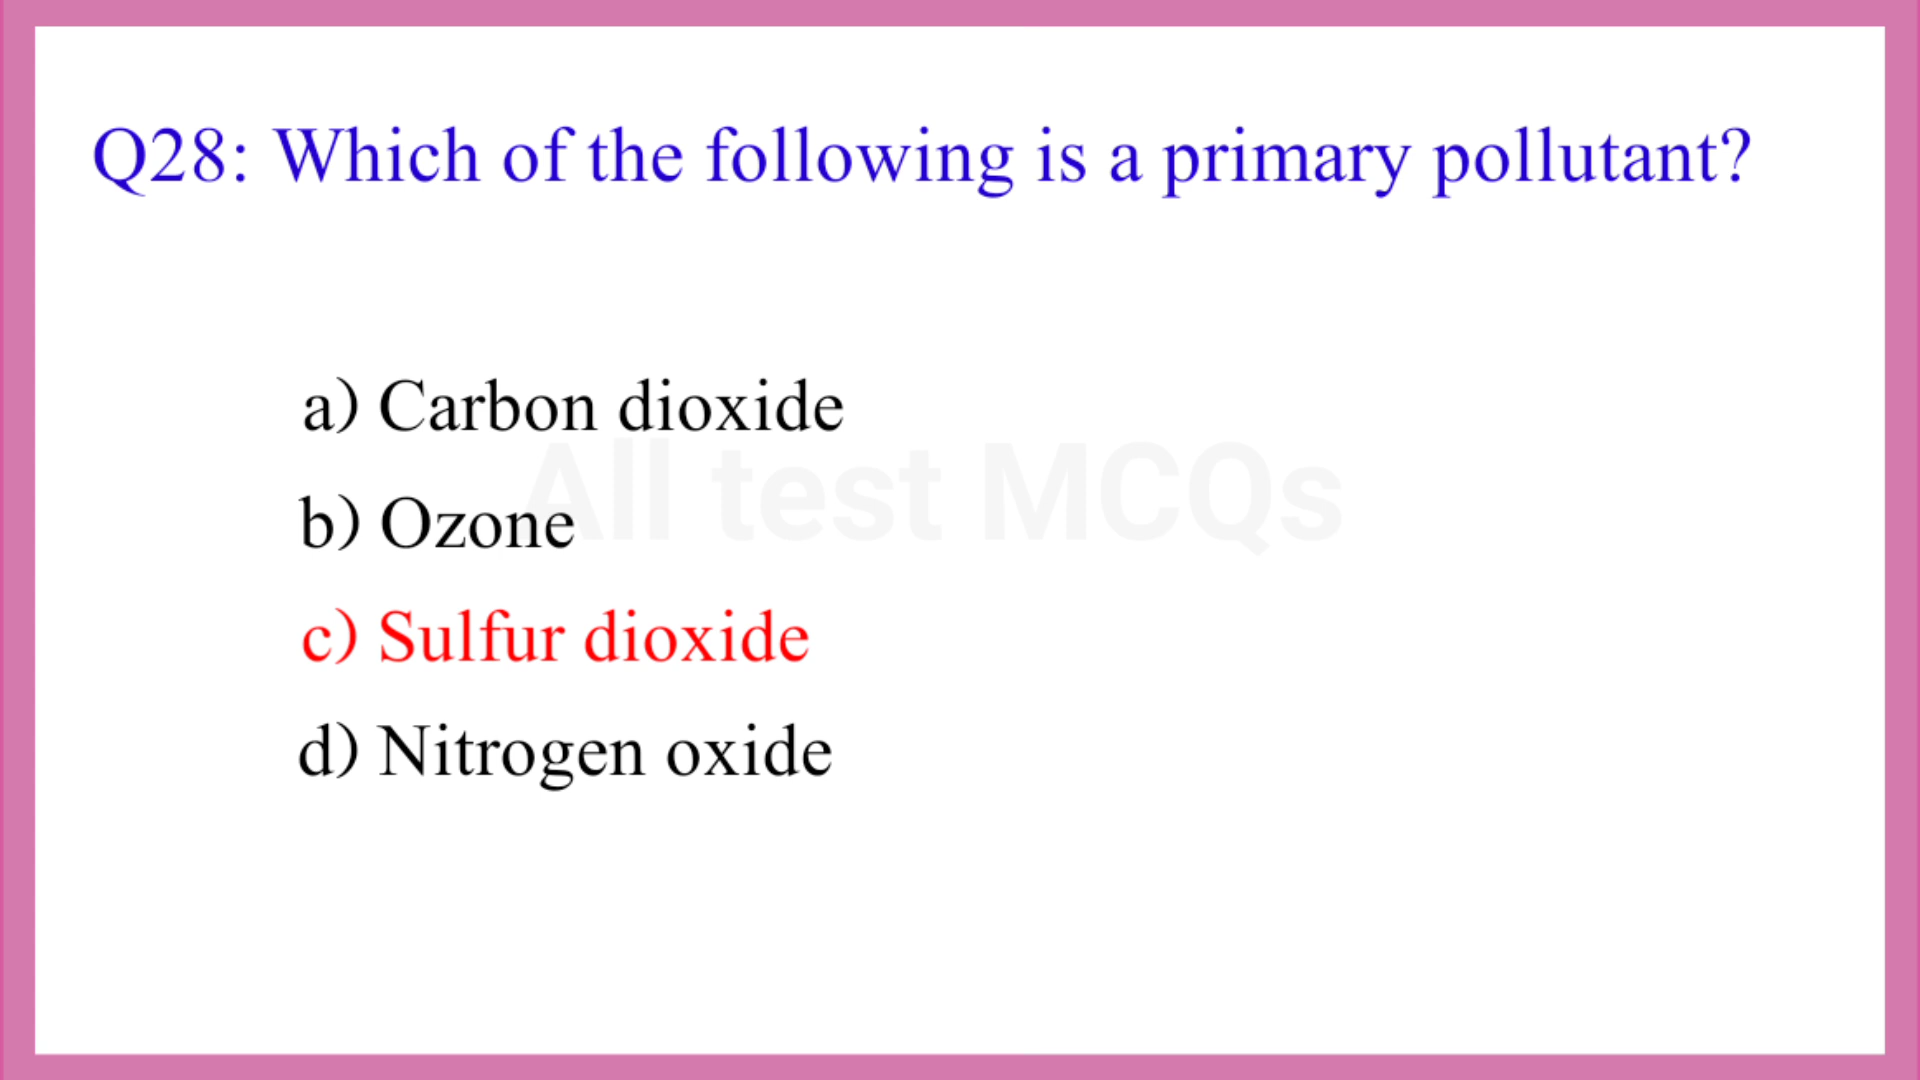 Q28: Which of the following is a primary pollutant?
a) Carbon dioxide
All test MCQs
b) Ozone
c) Sulfur dioxide
d) Nitrogen oxide